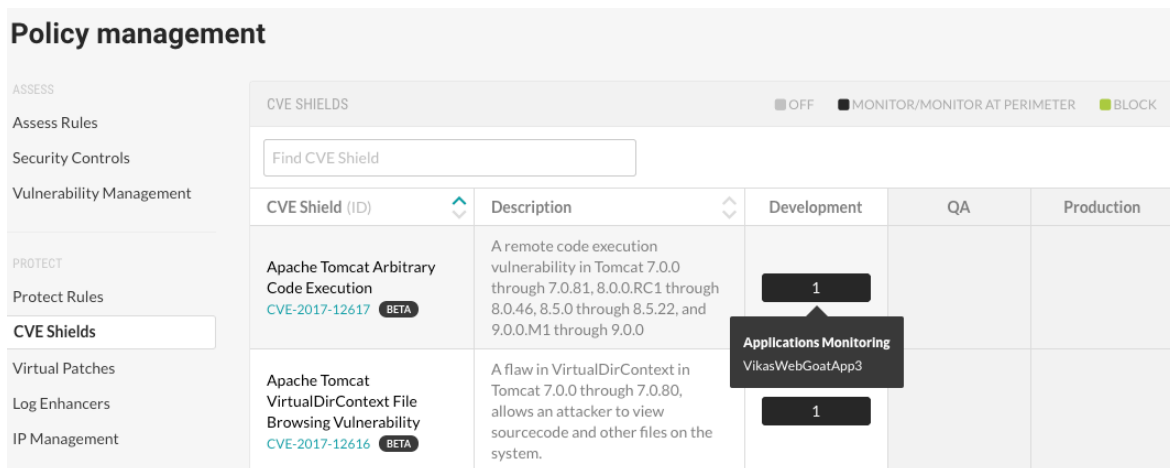 Policy management
ASSESS
Assess Rules
Security Controls
Vulnerability Management
PROTECT
Protect Rules
CVE Shields
Virtual Patches
Log Enhancers
IP Management
CVE SHIELDS
OFF
MONITOR/MONITOR AT PERIMETER
BLOCK
Find CVE Shield
CVE Shield (ID)
Description
Development
QA
Production
Apache Tomcat Arbitrary
Code Execution
CVE-2017-12617 BETA
A remote code execution
vulnerability in Tomcat 7.0.0
through 7.0.81, 8.0.0.RC1 through
8.0.46, 8.5.0 through 8.5.22, and
9.0.0.M1 through 9.0.0
1
Applications Monitoring
VikasWebGoatApp3
Apache Tomcat
VirtualDirContext File
Browsing Vulnerability
CVE-2017-12616 BETA
A flaw in VirtualDirContext in
Tomcat 7.0.0 through 7.0.80,
allows an attacker to view
sourcecode and other files on the
system.
1